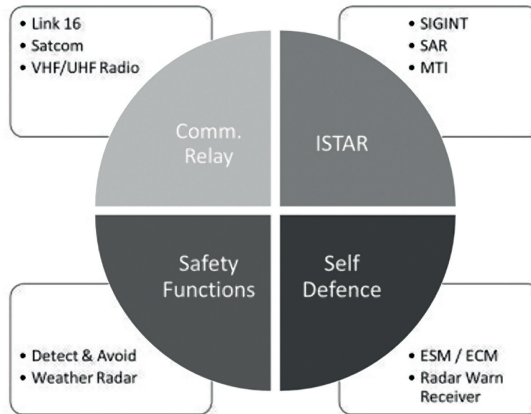 • Link 16
• Satcom
• VHF/UHF Radio
• SIGINT
• SAR
• MTI
Comm.
Relay
ISTAR
Safety
Functions
Self
Defence
• Detect & Avoid
• Weather Radar
• ESM / ECM
• Radar Warn
Receiver